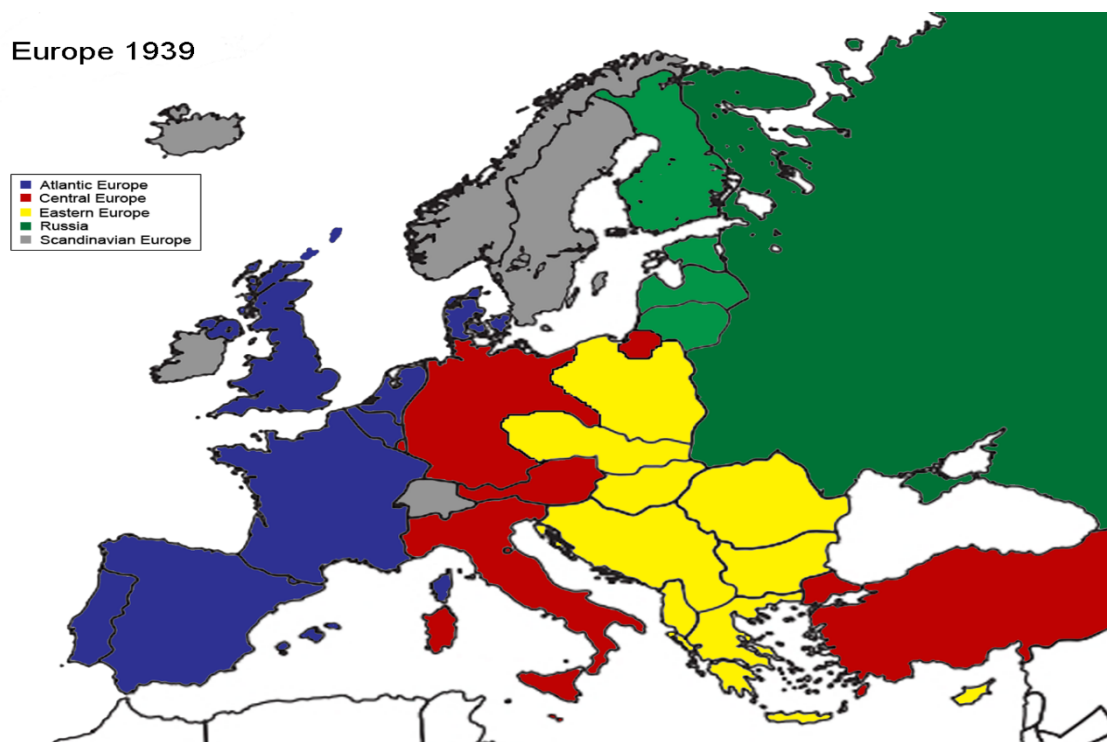 Europe 1939
Atlantic Europe
Central Europe
Eastern Europe
Russia
Scandinavian Europe